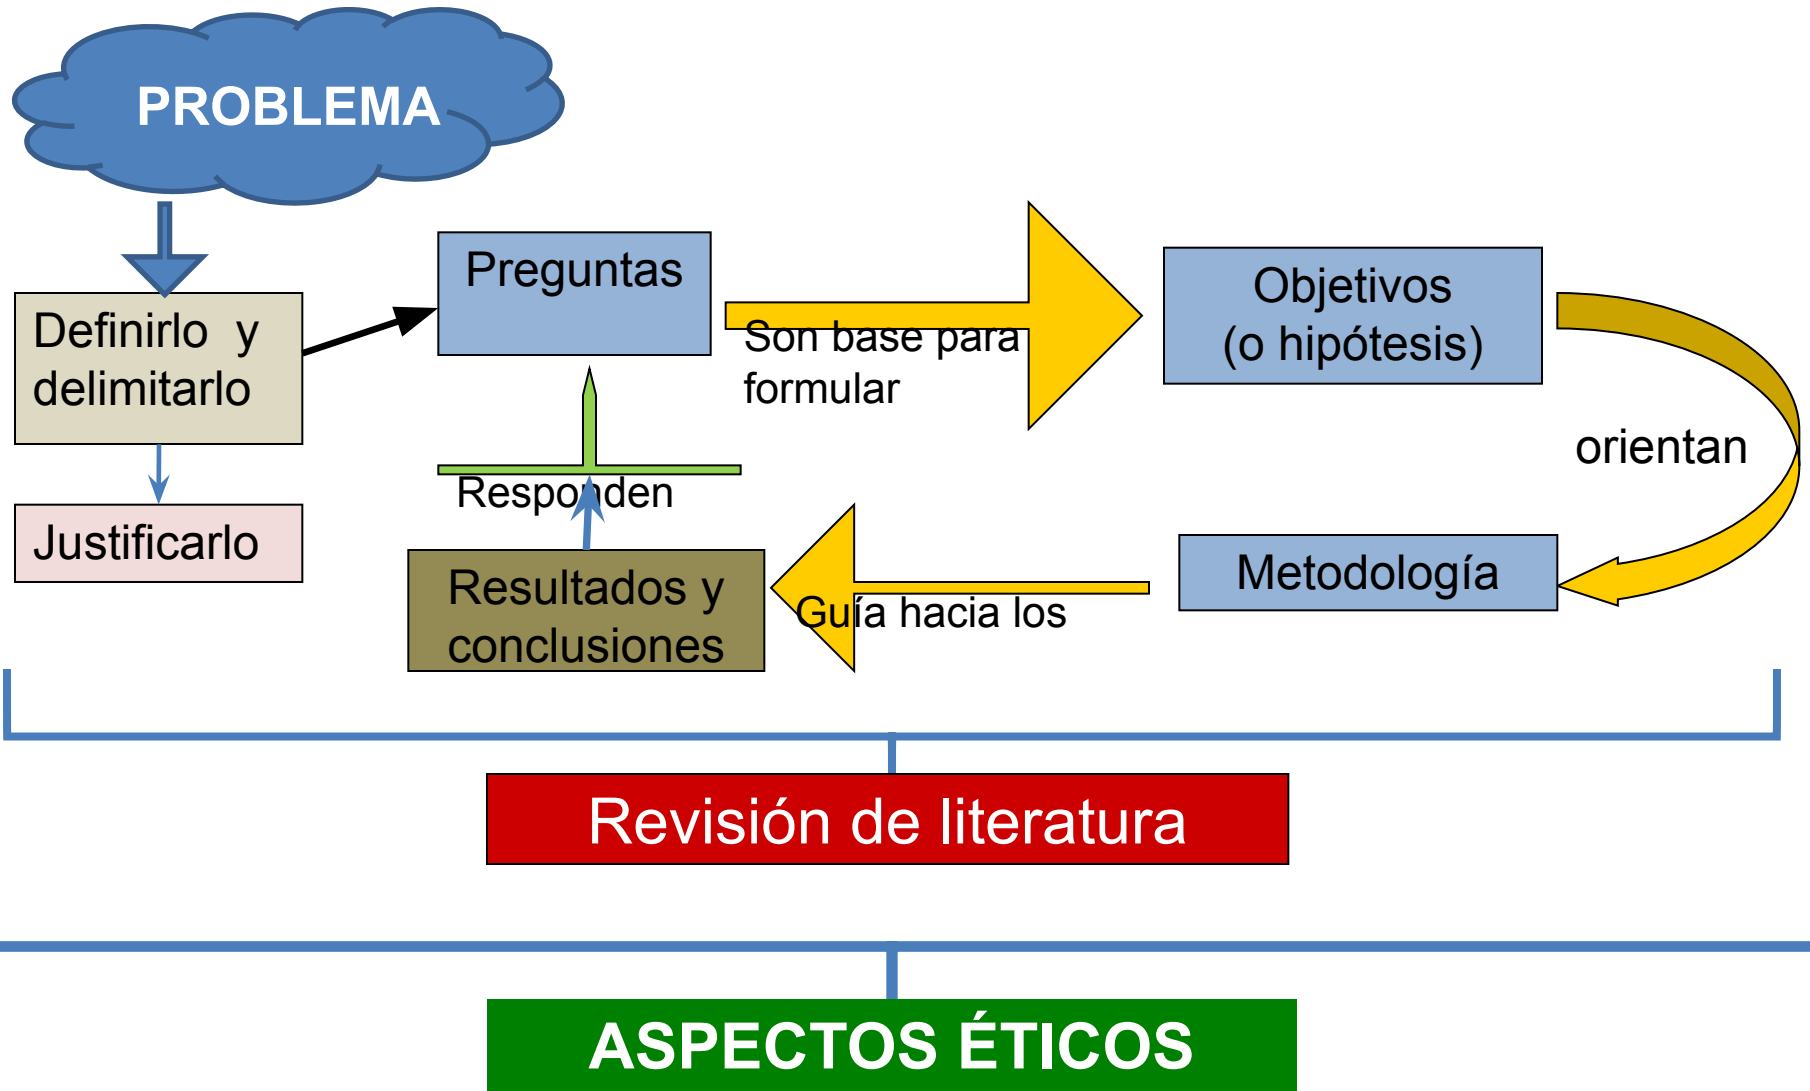 PROBLEMA
Definirlo y
delimitarlo
Justificarlo
Preguntas
Son base para
formular
Objetivos
(o hipótesis)
orientan
Metodología
Guía hacia los
Resultados y
conclusiones
Responden
Revisión de literatura
ASPECTOS ÉTICOS